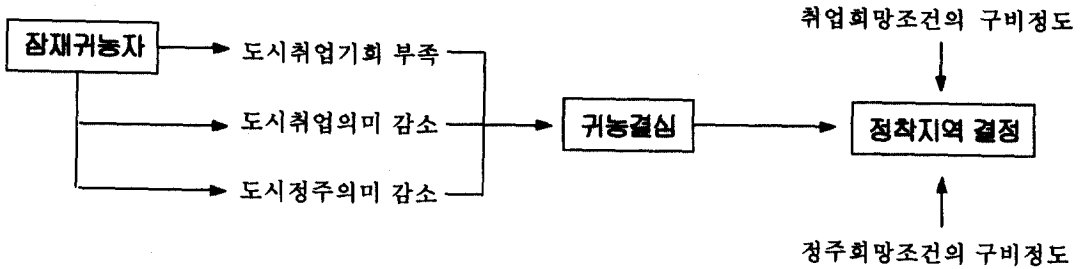 취업희망조건의 구비정도
잠재귀농자
도시취업기회 부족
도시취업의미 감소
귀농결심
정착지역 결정
도시정주의미 감소
정주희망조건의 구비정도